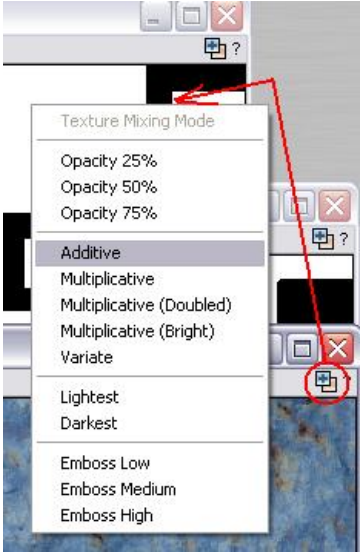 ?
Texture Mixing Mode
Opacity 25%
Opacity 50%
Opacity 75%
?
Additive
Multiplicative
Multiplicative (Doubled)
Multiplicative (Bright)
Variate
Lightest
Darkest
Emboss Low
Emboss Medium
Emboss High